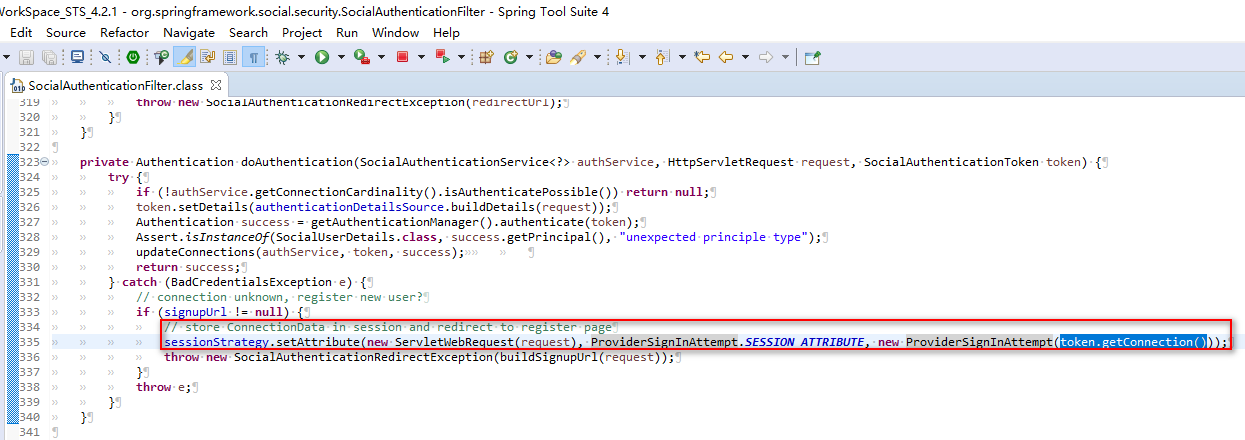 WorkSpace_STS_4.2.1 - org.springframework.social.security.SocialAuthenticationFilter - Spring Tool Suite 4
Edit Source Refactor Navigate Search Project Run Window Help
SocialAuthenticationFilter.class
319 throw new SocialAuthenticationRedirectException(redirectUrl);
320 }
321 }
322
323 private Authentication doAuthentication(SocialAuthenticationService<?> authService, HttpServletRequest request, SocialAuthenticationToken token) {
324 try {
325 if (!authService.getConnectionCardinality().isAuthenticatePossible()) return null;
326 token.setDetails(authenticationDetailsSource.buildDetails(request));
327 Authentication success = getAuthenticationManager().authenticate(token);
328 Assert.isInstanceOf(SocialUserDetails.class, success.getPrincipal(), "unexpected principle type");
329 updateConnections(authService, token, success);
330 return success;
331 } catch (BadCredentialsException e) {
332 // connection unknown, register new user?
333 if (signupUrl != null) {
334 // store ConnectionData in session and redirect to register page
335 sessionStrategy.setAttribute(new ServletWebRequest(request), ProviderSignInAttempt.SESSION_ATTRIBUTE, new ProviderSignInAttempt(token.getConnection()));
336 throw new SocialAuthenticationRedirectException(buildSignupUrl(request));
337 }
338 throw e;
339 }
340 }
341